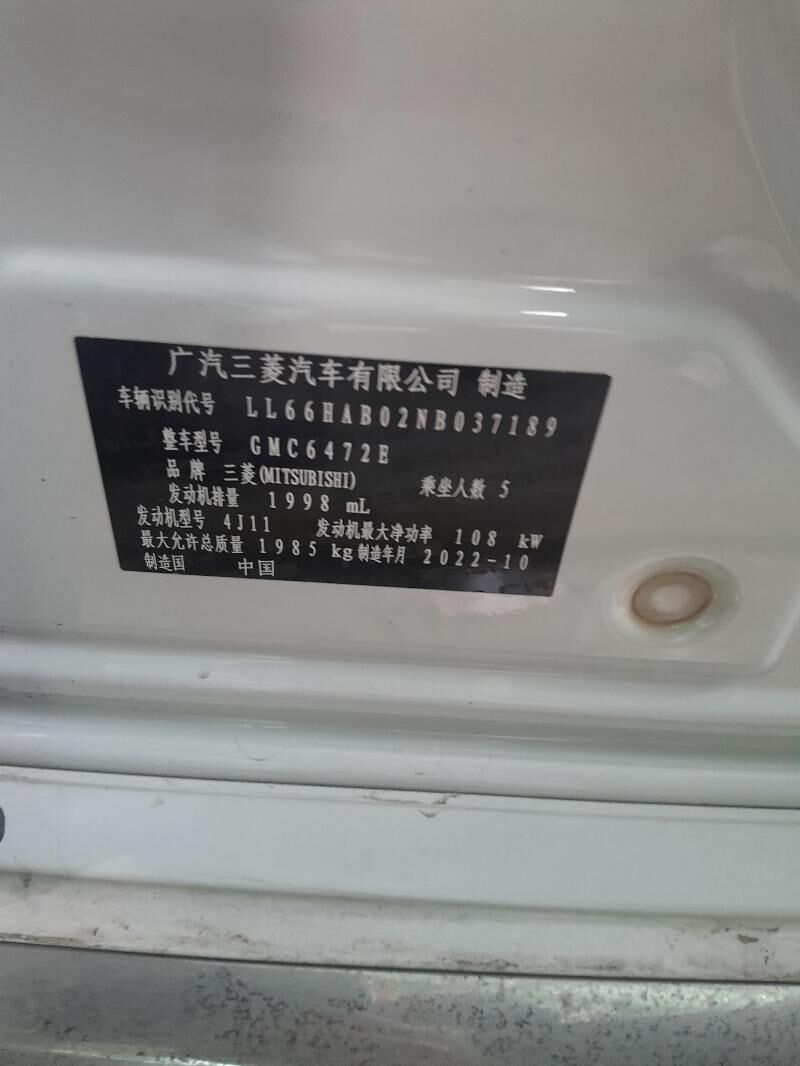 广汽三菱汽车有限公司 制造
车辆识别代号 LL66HAB02NB037189
整车型号 GMC6472E
品牌 三菱(MITSUBISHI) 乘坐人数 5
发动机排量 1998 mL
发动机型号 4J11 发动机最大净功率 108 kW
最大允许总质量 1985 kg 制造年月 2022-10
制造国 中国